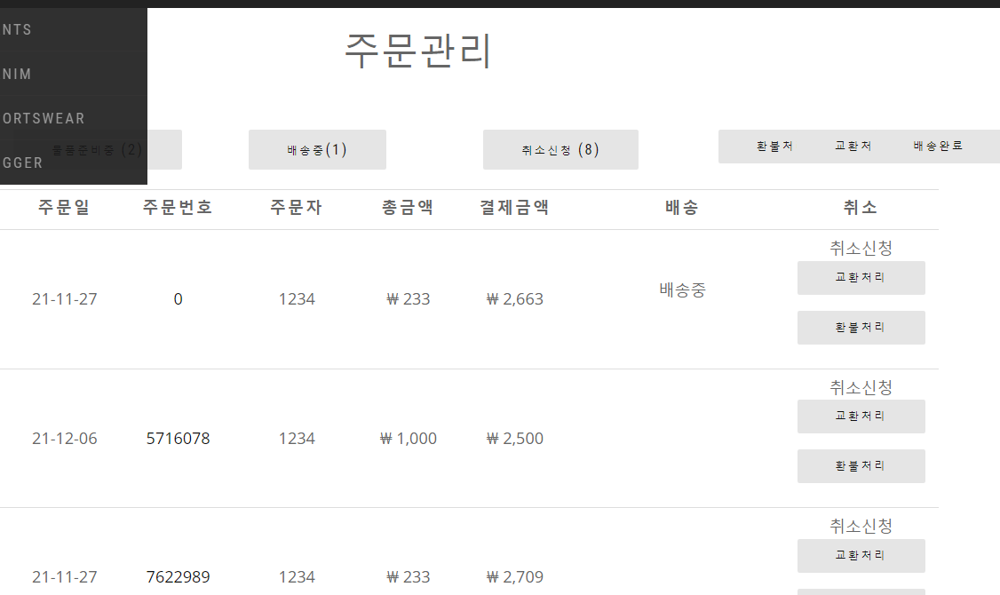 NTS
NIM
ORTSWEAR
GGER
주문관리
물품준비중 (2)
배송중(1)
취소신청 (8)
환불처
교환처
배송완료
주문일 주문번호 주문자 총금액 결제금액 배송 취소
취소신청
교환처리
21-11-27 0 1234 ₩ 233 ₩ 2,663 배송중
환불처리
취소신청
교환처리
21-12-06 5716078 1234 ₩ 1,000 ₩ 2,500
환불처리
취소신청
교환처리
21-11-27 7622989 1234 ₩ 233 ₩ 2,709